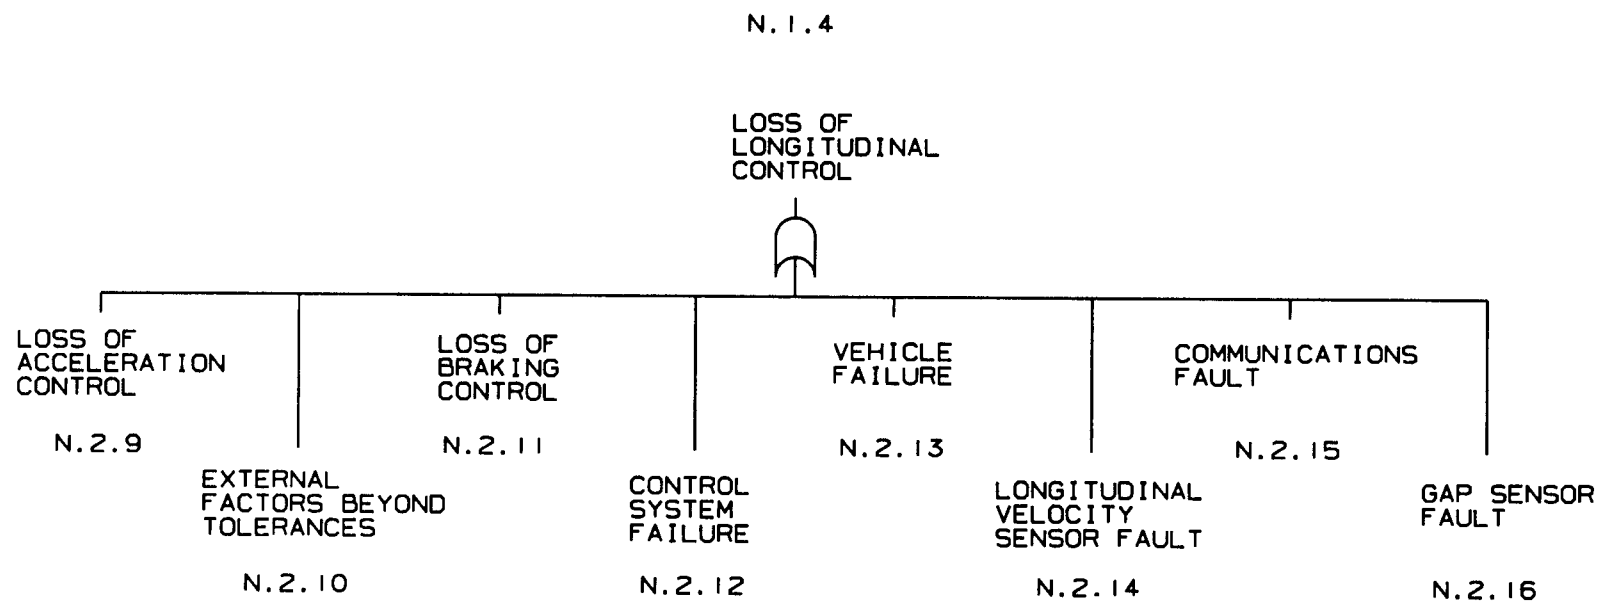 N.1.4
LOSS OF
LONGITUDINAL
CONTROL
LOSS OF
ACCELERATION
CONTROL
N.2.9
EXTERNAL
FACTORS BEYOND
TOLERANCES
N.2.10
LOSS OF
BRAKING
CONTROL
N.2.11
CONTROL
SYSTEM
FAILURE
N.2.12
VEHICLE
FAILURE
N.2.13
LONGITUDINAL
VELOCITY
SENSOR FAULT
N.2.14
COMMUNICATIONS
FAULT
N.2.15
GAP SENSOR
FAULT
N.2.16